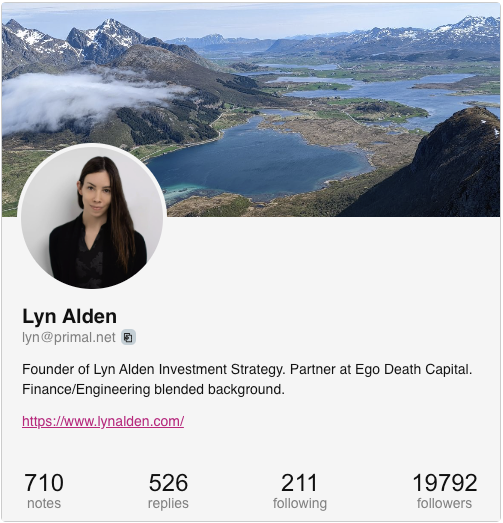 Lyn Alden
lyn@primal.net
Founder of Lyn Alden Investment Strategy. Partner at Ego Death Capital.
Finance/Engineering blended background.
https://www.lynalden.com/
710 526 211 19792
notes replies following followers